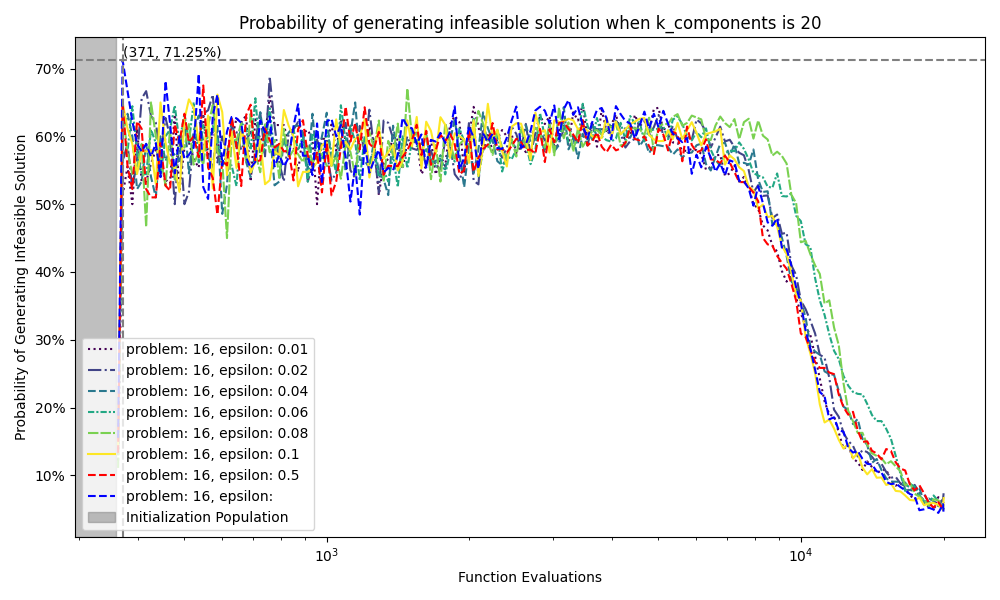 Probability of generating infeasible solution when k_components is 20
(371, 71.25%)
70%
60%
50%
40%
30%
20%
10%
Probability of Generating Infeasible Solution
problem: 16, epsilon: 0.01
problem: 16, epsilon: 0.02
problem: 16, epsilon: 0.04
problem: 16, epsilon: 0.06
problem: 16, epsilon: 0.08
problem: 16, epsilon: 0.1
problem: 16, epsilon: 0.5
problem: 16, epsilon:
Initialization Population
10³ 10⁴
Function Evaluations